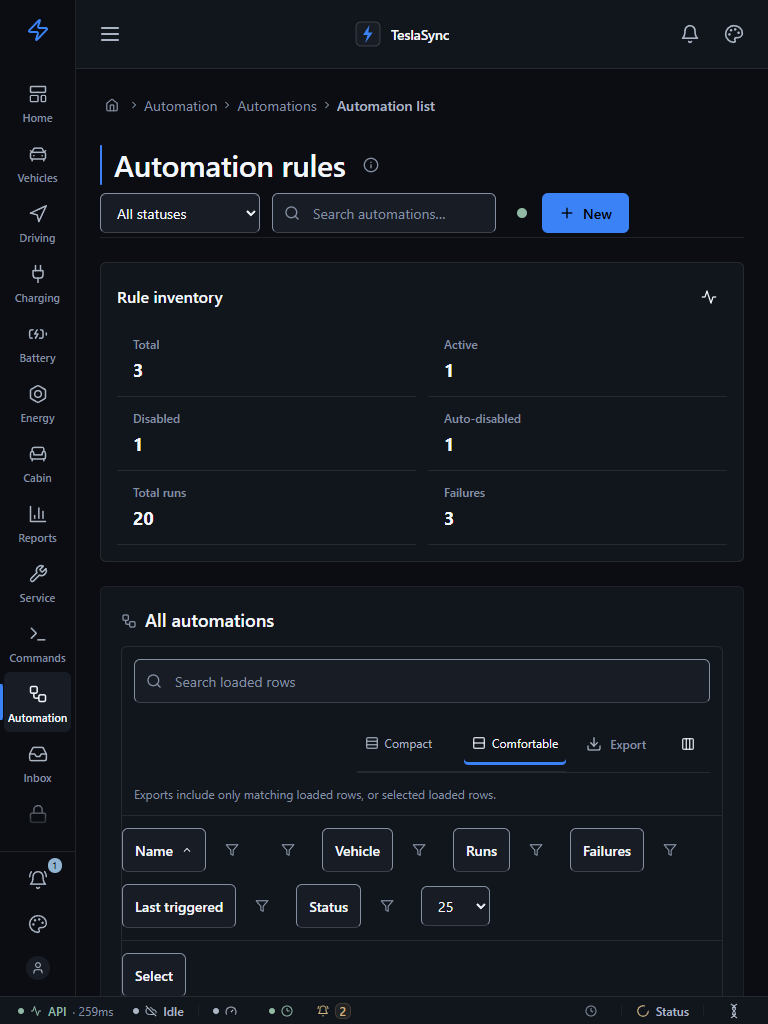 TeslaSync
Home
Vehicles
Driving
Charging
Battery
Energy
Cabin
Reports
Service
Commands
Automation
Inbox
1
Automation > Automations > Automation list
Automation rules
All statuses
Search automations...
+ New
Rule inventory
Total
3
Active
1
Disabled
1
Auto-disabled
1
Total runs
20
Failures
3
All automations
Search loaded rows
Compact
Comfortable
Export
Exports include only matching loaded rows, or selected loaded rows.
Name
Vehicle
Runs
Failures
Last triggered
Status
25
Select
API · 259ms
Idle
2
Status